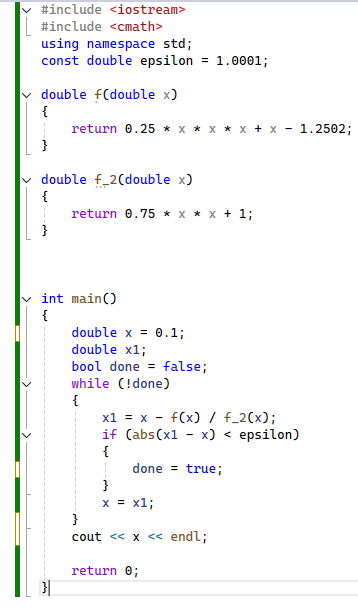 #include <iostream>
#include <cmath>
using namespace std;
const double epsilon = 1.0001;
double f(double x)
{
return 0.25 * x * x * x + x - 1.2502;
}
double f_2(double x)
{
return 0.75 * x * x + 1;
}
int main()
{
double x = 0.1;
double x1;
bool done = false;
while (!done)
{
x1 = x - f(x) / f_2(x);
if (abs(x1 - x) < epsilon)
{
done = true;
}
x = x1;
}
cout << x << endl;
return 0;
}